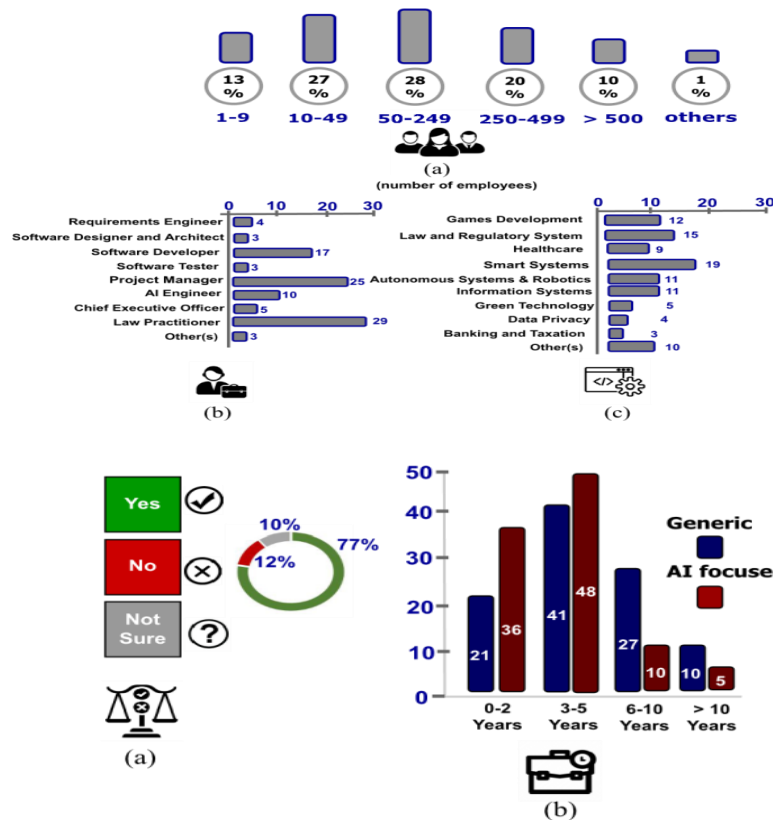 13 % 27 % 28 % 20 % 10 % 1 %
1-9 10-49 50-249 250-499 > 500 others
(a)
(number of employees)
0 10 20 30
Requirements Engineer 4
Software Designer and Architect 3
Software Developer 17
Software Tester 3
Project Manager 25
AI Engineer 10
Chief Executive Officer 5
Law Practitioner 29
Other(s) 3
(b)
0 10 20 30
Games Development 12
Law and Regulatory System 15
Healthcare 9
Smart Systems 19
Autonomous Systems & Robotics 11
Information Systems 11
Green Technology 5
Data Privacy 4
Banking and Taxation 3
Other(s) 10
</>
(c)
Yes
No
Not
Sure
?
10%
77%
12%
(a)
50
40
30
20
10
0
Generic
AI focuse
21 36 41 48 27 10 10 5
0-2 3-5 6-10 > 10
Years Years Years Years
(b)